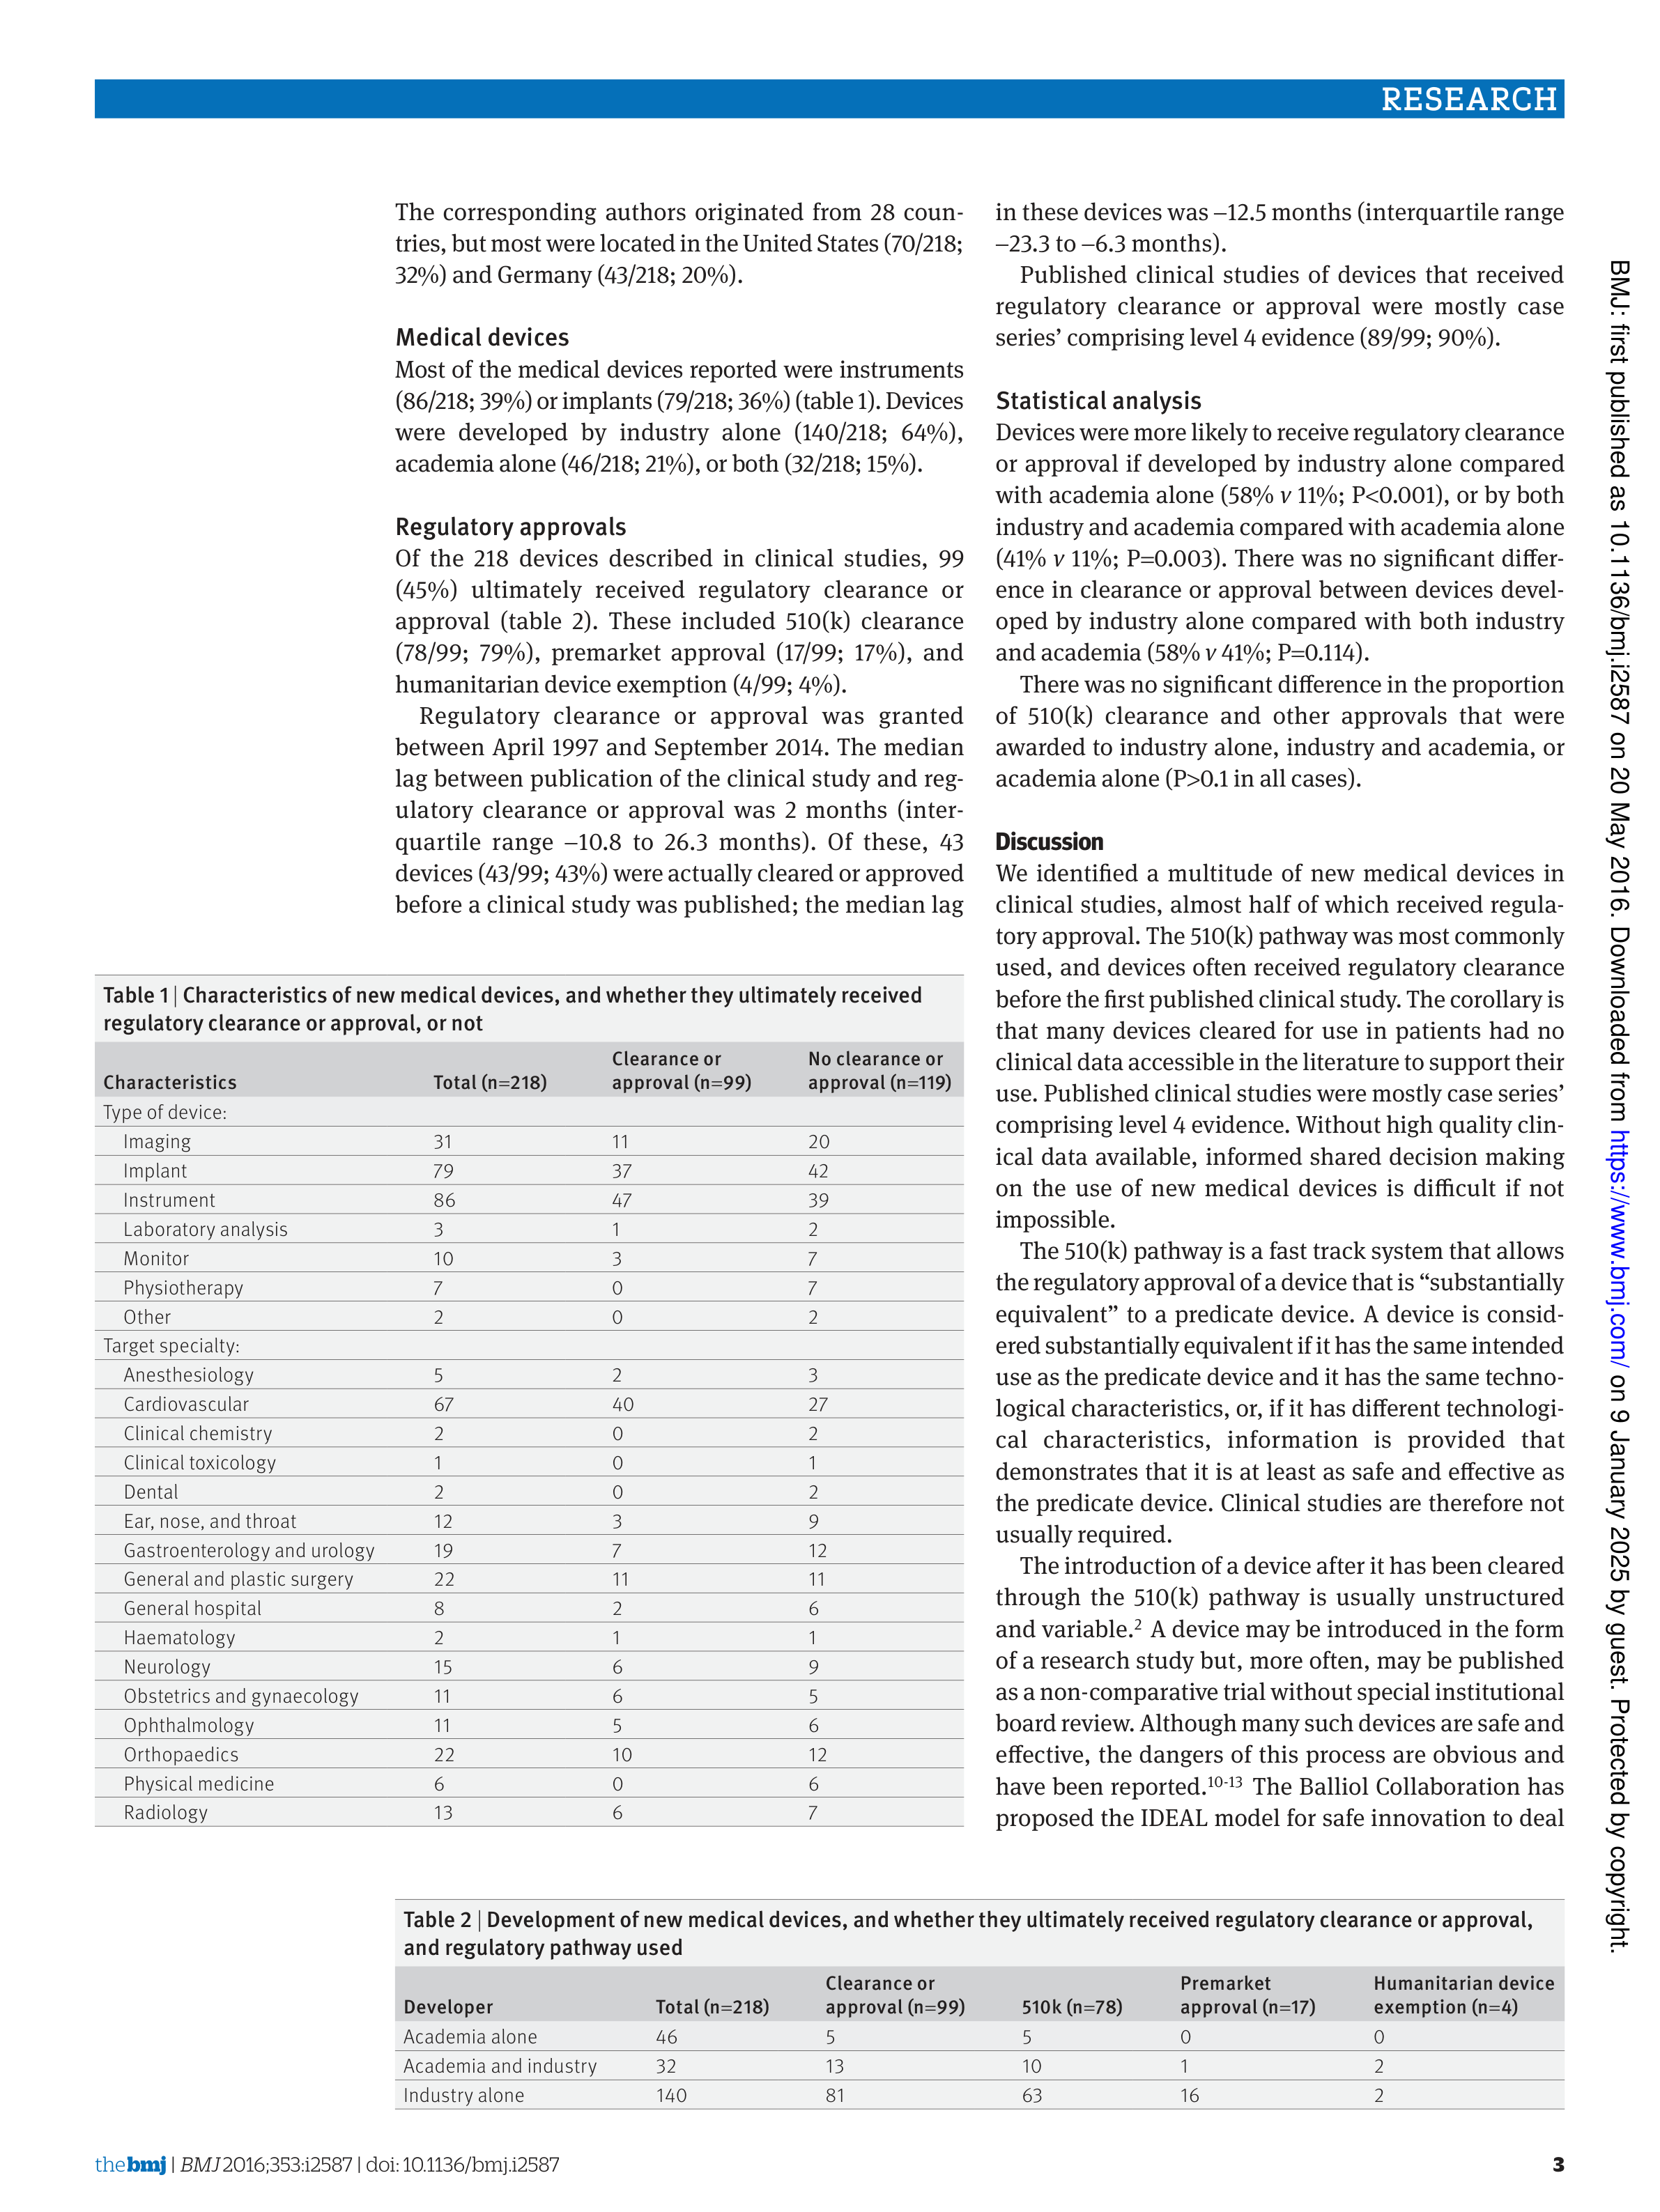 RESEARCH
The corresponding authors originated from 28 coun-
tries, but most were located in the United States (70/218;
32%) and Germany (43/218; 20%).
Medical devices
Most of the medical devices reported were instruments
(86/218; 39%) or implants (79/218; 36%) (table 1). Devices
were developed by industry alone (140/218; 64%),
academia alone (46/218; 21%), or both (32/218; 15%).
Regulatory approvals
Of the 218 devices described in clinical studies, 99
(45%) ultimately received regulatory clearance or
approval (table 2). These included 510(k) clearance
(78/99; 79%), premarket approval (17/99; 17%), and
humanitarian device exemption (4/99; 4%).
Regulatory clearance or approval was granted
between April 1997 and September 2014. The median
lag between publication of the clinical study and reg-
ulatory clearance or approval was 2 months (inter-
quartile range –10.8 to 26.3 months). Of these, 43
devices (43/99; 43%) were actually cleared or approved
before a clinical study was published; the median lag
in these devices was –12.5 months (interquartile range
–23.3 to –6.3 months).
Published clinical studies of devices that received
regulatory clearance or approval were mostly case
series’ comprising level 4 evidence (89/99; 90%).
Statistical analysis
Devices were more likely to receive regulatory clearance
or approval if developed by industry alone compared
with academia alone (58% v 11%; P<0.001), or by both
industry and academia compared with academia alone
(41% v 11%; P=0.003). There was no significant differ-
ence in clearance or approval between devices devel-
oped by industry alone compared with both industry
and academia (58% v 41%; P=0.114).
There was no significant difference in the proportion
of 510(k) clearance and other approvals that were
awarded to industry alone, industry and academia, or
academia alone (P>0.1 in all cases).
Discussion
We identified a multitude of new medical devices in
clinical studies, almost half of which received regula-
tory approval. The 510(k) pathway was most commonly
used, and devices often received regulatory clearance
before the first published clinical study. The corollary is
that many devices cleared for use in patients had no
clinical data accessible in the literature to support their
use. Published clinical studies were mostly case series’
comprising level 4 evidence. Without high quality clin-
ical data available, informed shared decision making
on the use of new medical devices is difficult if not
impossible.
The 510(k) pathway is a fast track system that allows
the regulatory approval of a device that is “substantially
equivalent” to a predicate device. A device is consid-
ered substantially equivalent if it has the same intended
use as the predicate device and it has the same techno-
logical characteristics, or, if it has different technologi-
cal characteristics, information is provided that
demonstrates that it is at least as safe and effective as
the predicate device. Clinical studies are therefore not
usually required.
The introduction of a device after it has been cleared
through the 510(k) pathway is usually unstructured
and variable.2 A device may be introduced in the form
of a research study but, more often, may be published
as a non-comparative trial without special institutional
board review. Although many such devices are safe and
effective, the dangers of this process are obvious and
have been reported.10-13 The Balliol Collaboration has
proposed the IDEAL model for safe innovation to deal
Table 1 | Characteristics of new medical devices, and whether they ultimately received
regulatory clearance or approval, or not
Characteristics Total (n=218) Clearance or approval (n=99) No clearance or approval (n=119)
Type of device:
Imaging 31 11 20
Implant 79 37 42
Instrument 86 47 39
Laboratory analysis 3 1 2
Monitor 10 3 7
Physiotherapy 7 0 7
Other 2 0 2
Target specialty:
Anesthesiology 5 2 3
Cardiovascular 67 40 27
Clinical chemistry 2 0 2
Clinical toxicology 1 0 1
Dental 2 0 2
Ear, nose, and throat 12 3 9
Gastroenterology and urology 19 7 12
General and plastic surgery 22 11 11
General hospital 8 2 6
Haematology 2 1 1
Neurology 15 6 9
Obstetrics and gynaecology 11 6 5
Ophthalmology 11 5 6
Orthopaedics 22 10 12
Physical medicine 6 0 6
Radiology 13 6 7
Table 2 | Development of new medical devices, and whether they ultimately received regulatory clearance or approval,
and regulatory pathway used
Developer Total (n=218) Clearance or approval (n=99) 510k (n=78) Premarket approval (n=17) Humanitarian device exemption (n=4)
Academia alone 46 5 5 0 0
Academia and industry 32 13 10 1 2
Industry alone 140 81 63 16 2
thebmj | BMJ 2016;353:i2587 | doi: 10.1136/bmj.i2587
3
BMJ: first published as 10.1136/bmj.i2587 on 20 May 2016. Downloaded from https://www.bmj.com/ on 9 January 2025 by guest. Protected by copyright.